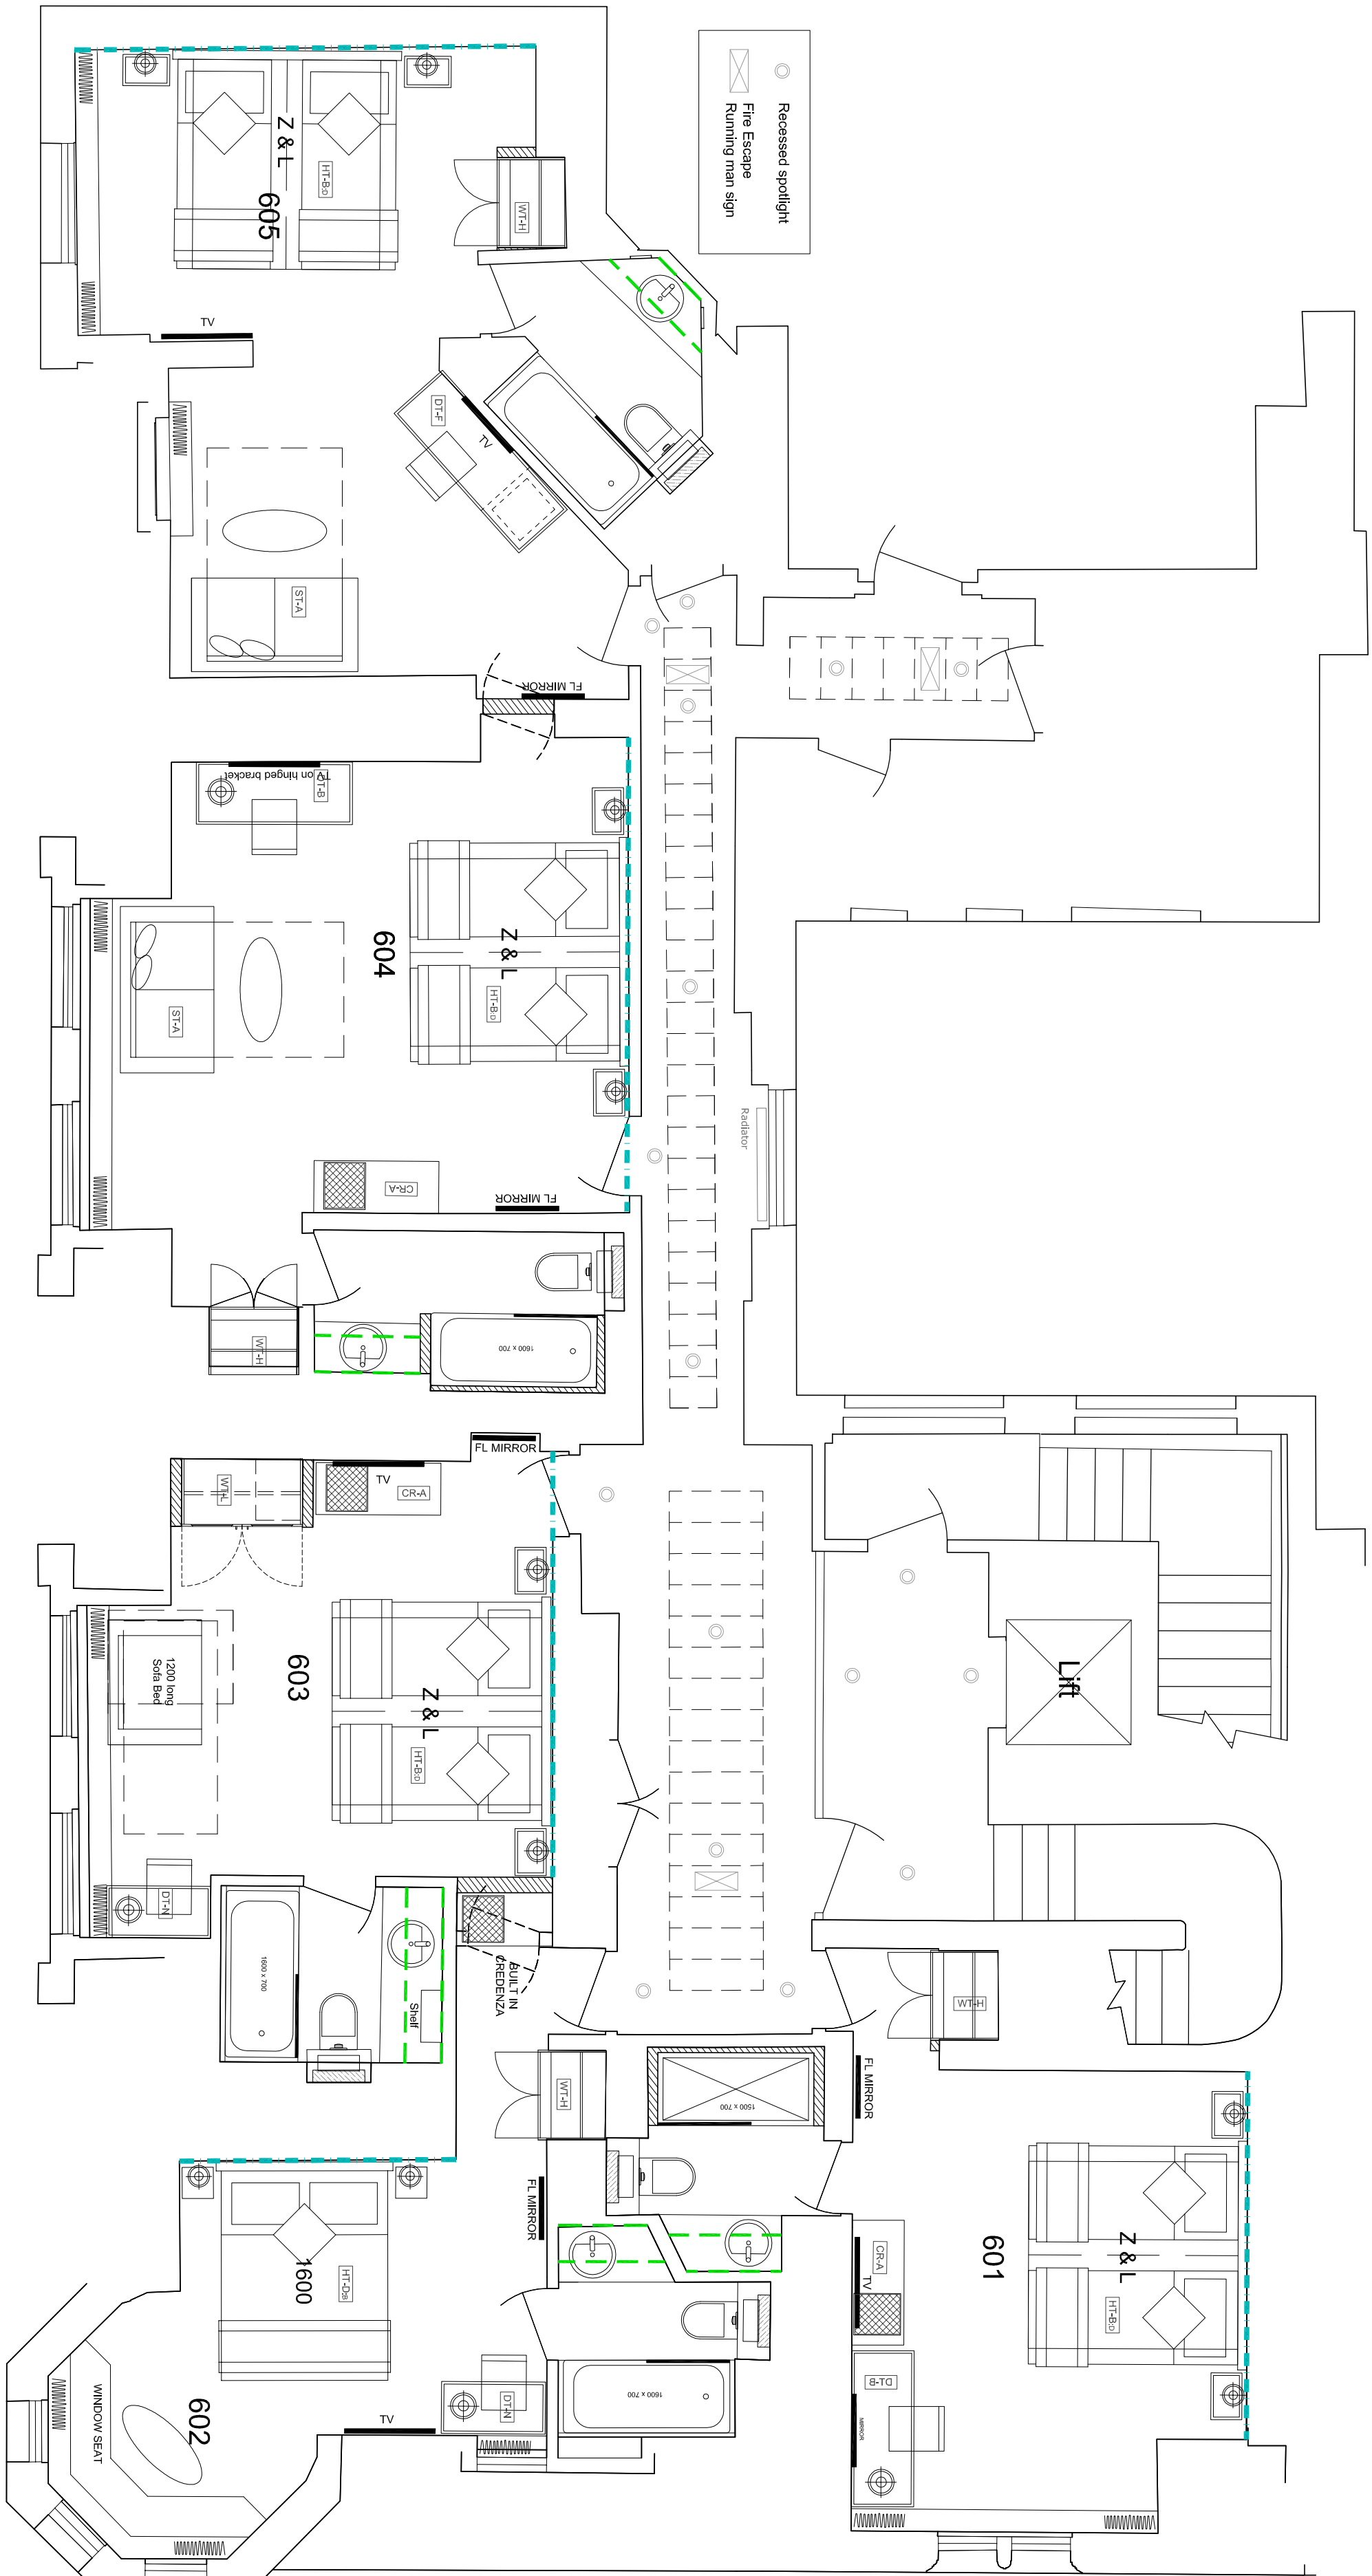 Recessed spotlight
Fire Escape
Running man sign
Z & L
HT-B:D
605
WT-H
TV
DT-F
TV
ST-A
FL MIRROR
TV on hinged bracket
DT-B
604
Z & L
HT-B:D
ST-A
Radiator
CR-A
FL MIRROR
WT-H
1600 x 700
FL MIRROR
TV
CR-A
WT-L
1200 long
Sofa Bed
603
Z & L
HT-B:D
Lift
DT-N
1600 x 700
Shelf
BUILT IN
CREDENZA
WT-H
WT-H
1500 x 700
FL MIRROR
FL MIRROR
1600
HT-D:B
601
Z & L
HT-B:D
CR-A
TV
DT-B
MIRROR
WINDOW SEAT
602
TV
DT-N
1600 x 700